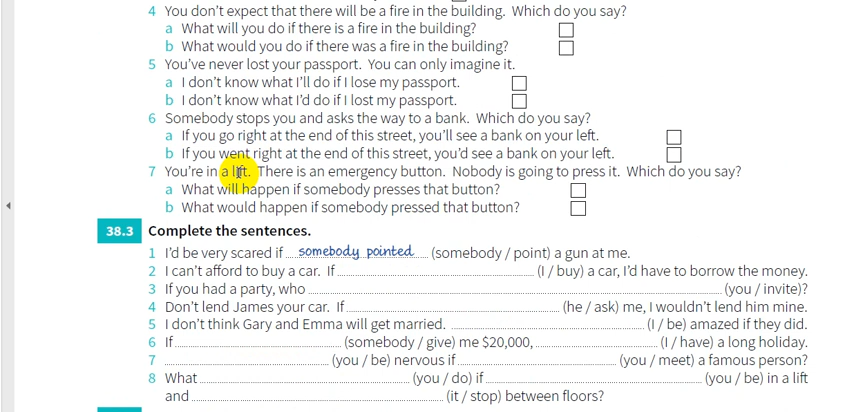 4 You don't expect that there will be a fire in the building. Which do you say?
a What will you do if there is a fire in the building?
b What would you do if there was a fire in the building?
5 You've never lost your passport. You can only imagine it.
a I don't know what I'll do if I lose my passport.
b I don't know what I'd do if I lost my passport.
6 Somebody stops you and asks the way to a bank. Which do you say?
a If you go right at the end of this street, you'll see a bank on your left.
b If you went right at the end of this street, you'd see a bank on your left.
7 You're in a lift. There is an emergency button. Nobody is going to press it. Which do you say?
a What will happen if somebody presses that button?
b What would happen if somebody pressed that button?
38.3 Complete the sentences.
1 I'd be very scared if somebody pointed (somebody / point) a gun at me.
2 I can't afford to buy a car. If (I / buy) a car, I'd have to borrow the money.
3 If you had a party, who (you / invite)?
4 Don't lend James your car. If (he / ask) me, I wouldn't lend him mine.
5 I don't think Gary and Emma will get married. (I / be) amazed if they did.
6 If (somebody / give) me $20,000, (I / have) a long holiday.
7 (you / be) nervous if (you / meet) a famous person?
8 What (you / do) if (you / be) in a lift
and (it / stop) between floors?